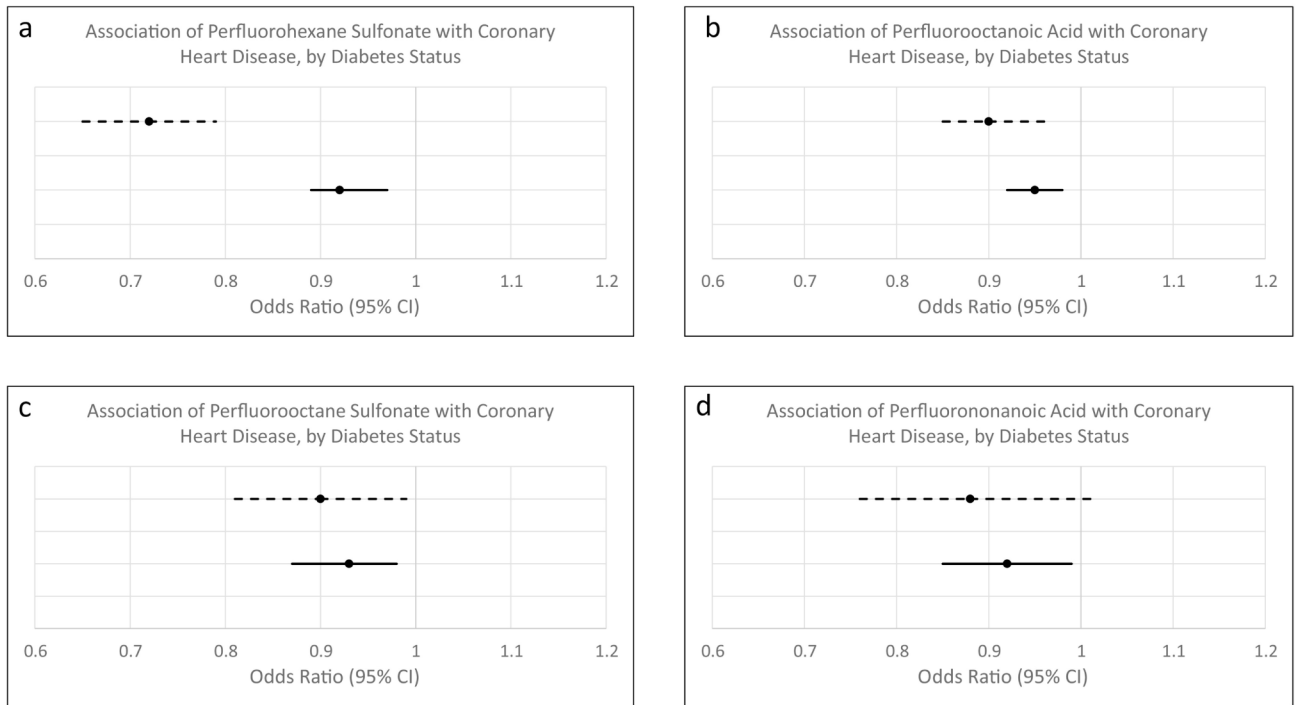 a
Association of Perfluorohexane Sulfonate with Coronary
Heart Disease, by Diabetes Status
0.6 0.7 0.8 0.9 1 1.1 1.2
Odds Ratio (95% CI)
b
Association of Perfluorooctanoic Acid with Coronary
Heart Disease, by Diabetes Status
0.6 0.7 0.8 0.9 1 1.1 1.2
Odds Ratio (95% CI)
c
Association of Perfluorooctane Sulfonate with Coronary
Heart Disease, by Diabetes Status
0.6 0.7 0.8 0.9 1 1.1 1.2
Odds Ratio (95% CI)
d
Association of Perfluorononanoic Acid with Coronary
Heart Disease, by Diabetes Status
0.6 0.7 0.8 0.9 1 1.1 1.2
Odds Ratio (95% CI)